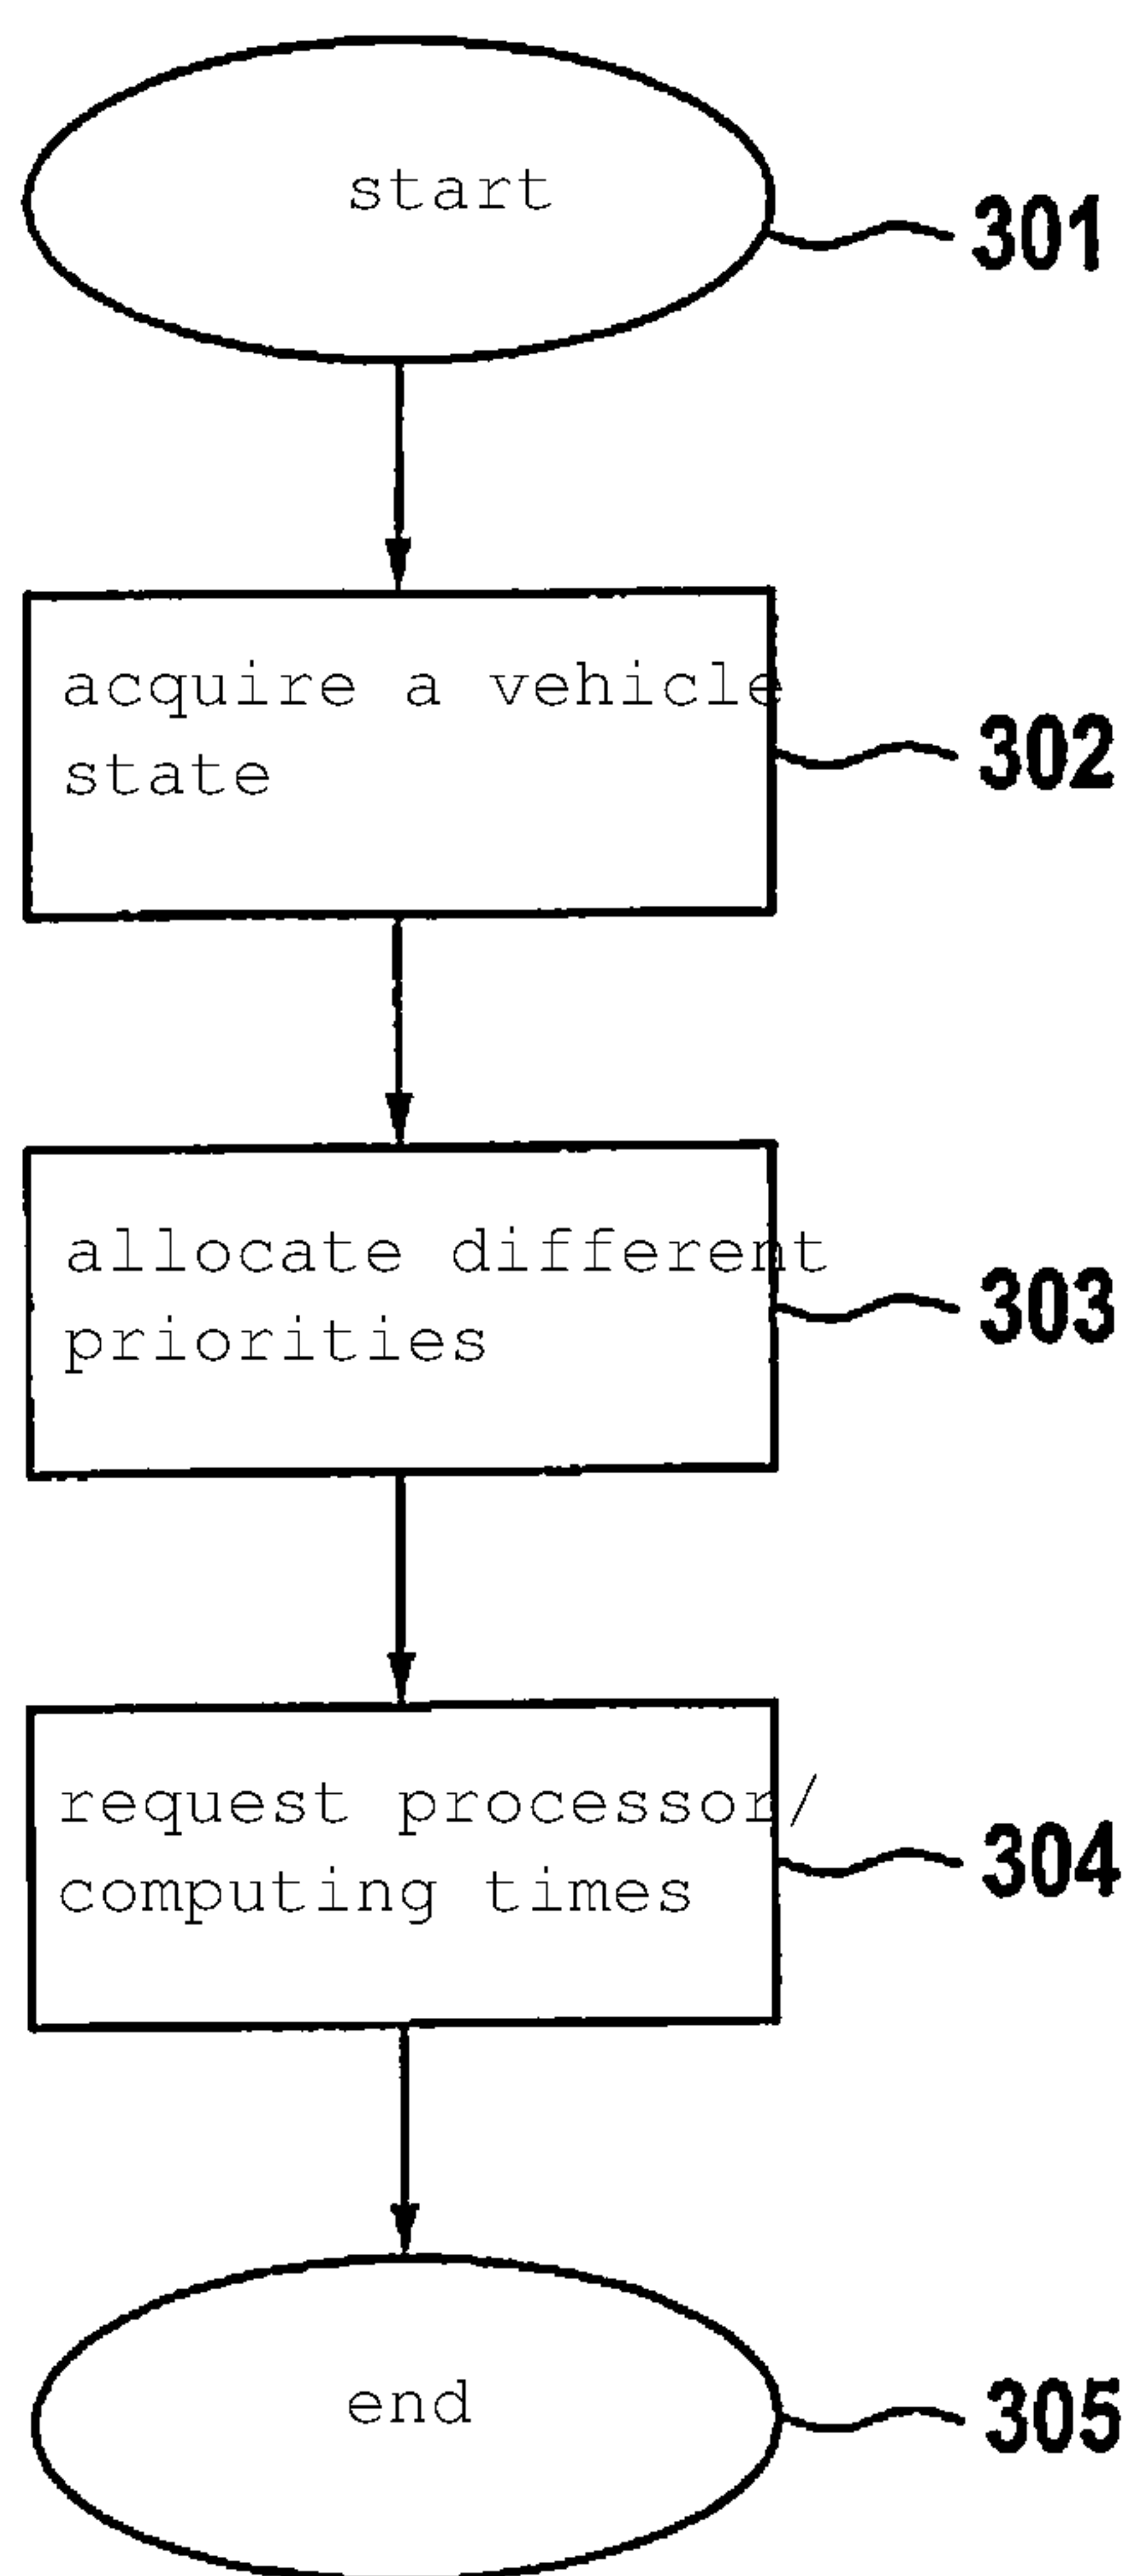 start
301
acquire a vehicle
state
302
allocate different
priorities
303
request processor/
computing times
304
end
305